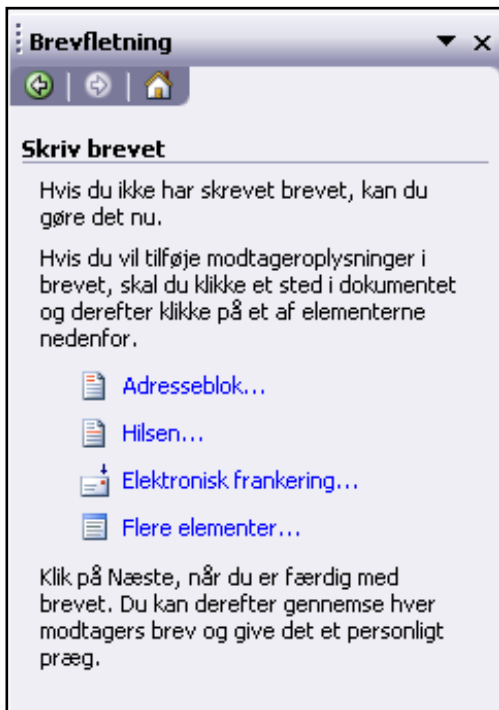 Brevfletning
Skriv brevet
Hvis du ikke har skrevet brevet, kan du
gøre det nu.
Hvis du vil tilføje modtageroplysninger i
brevet, skal du klikke et sted i dokumentet
og derefter klikke på et af elementerne
nedenfor.
Adresseblok...
Hilsen...
Elektronisk frankering...
Flere elementer...
Klik på Næste, når du er færdig med
brevet. Du kan derefter gennemse hver
modtagers brev og give det et personligt
præg.